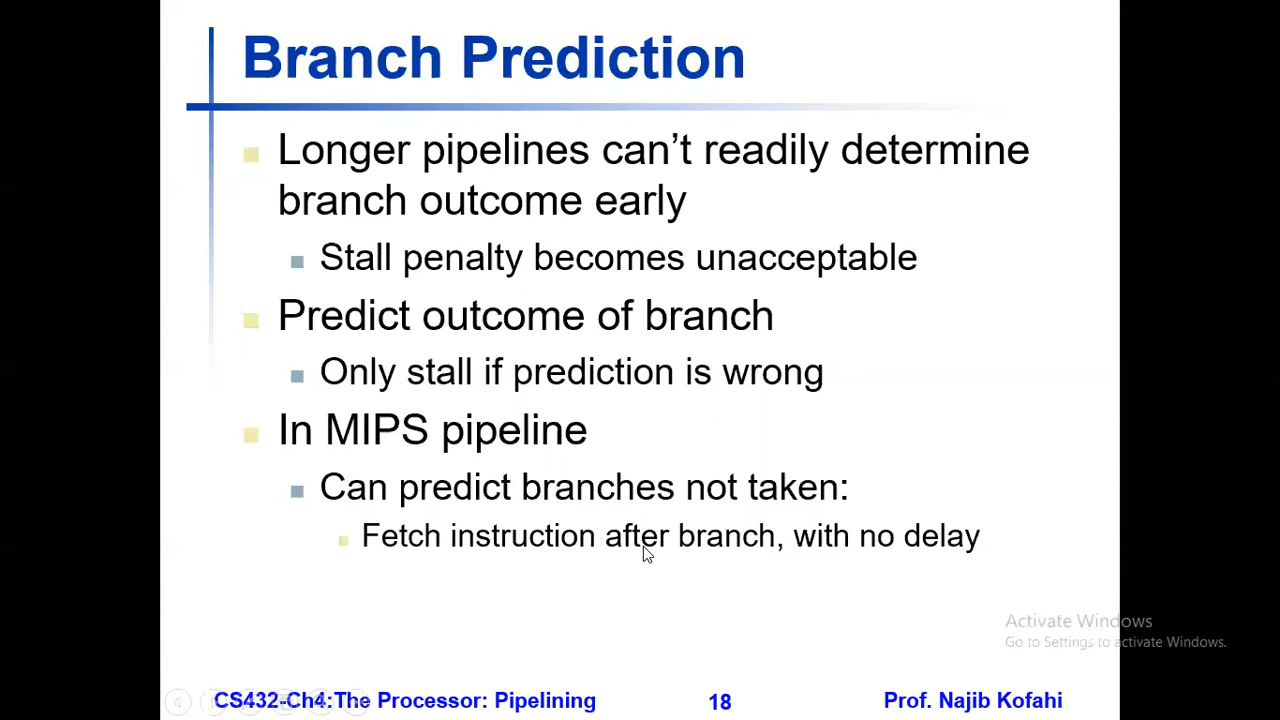 Branch Prediction
Longer pipelines can’t readily determine
branch outcome early
Stall penalty becomes unacceptable
Predict outcome of branch
Only stall if prediction is wrong
In MIPS pipeline
Can predict branches not taken:
Fetch instruction after branch, with no delay
Activate Windows
Go to Settings to activate Windows.
CS432-Ch4:The Processor: Pipelining 18 Prof. Najib Kofahi